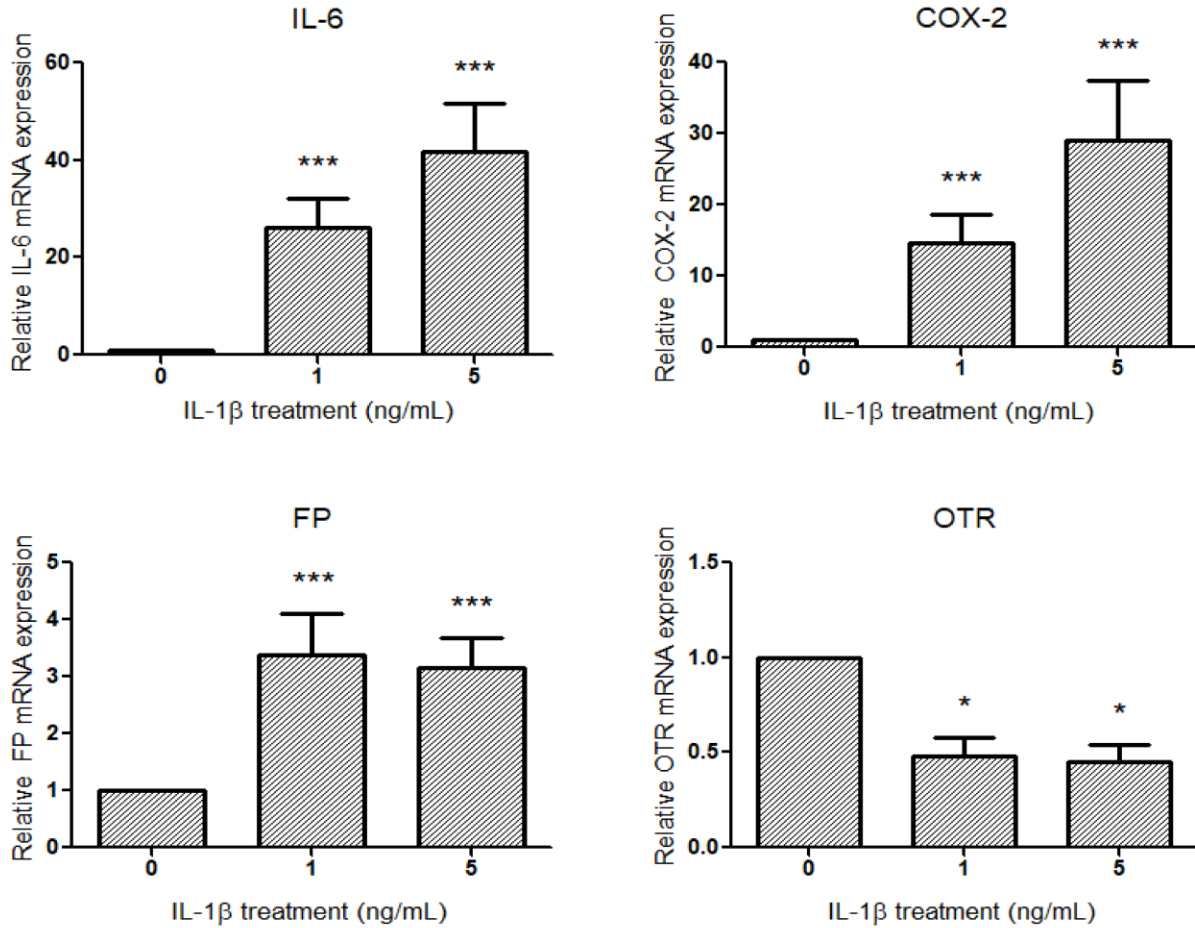 IL-6
Relative IL-6 mRNA expression
60
40
20
0
***
***
0 1 5
IL-1β treatment (ng/mL)
COX-2
Relative COX-2 mRNA expression
40
30
20
10
0
***
***
0 1 5
IL-1β treatment (ng/mL)
FP
Relative FP mRNA expression
5
4
3
2
1
0
***
***
0 1 5
IL-1β treatment (ng/mL)
OTR
Relative OTR mRNA expression
1.5
1.0
0.5
0.0
*
*
0 1 5
IL-1β treatment (ng/mL)